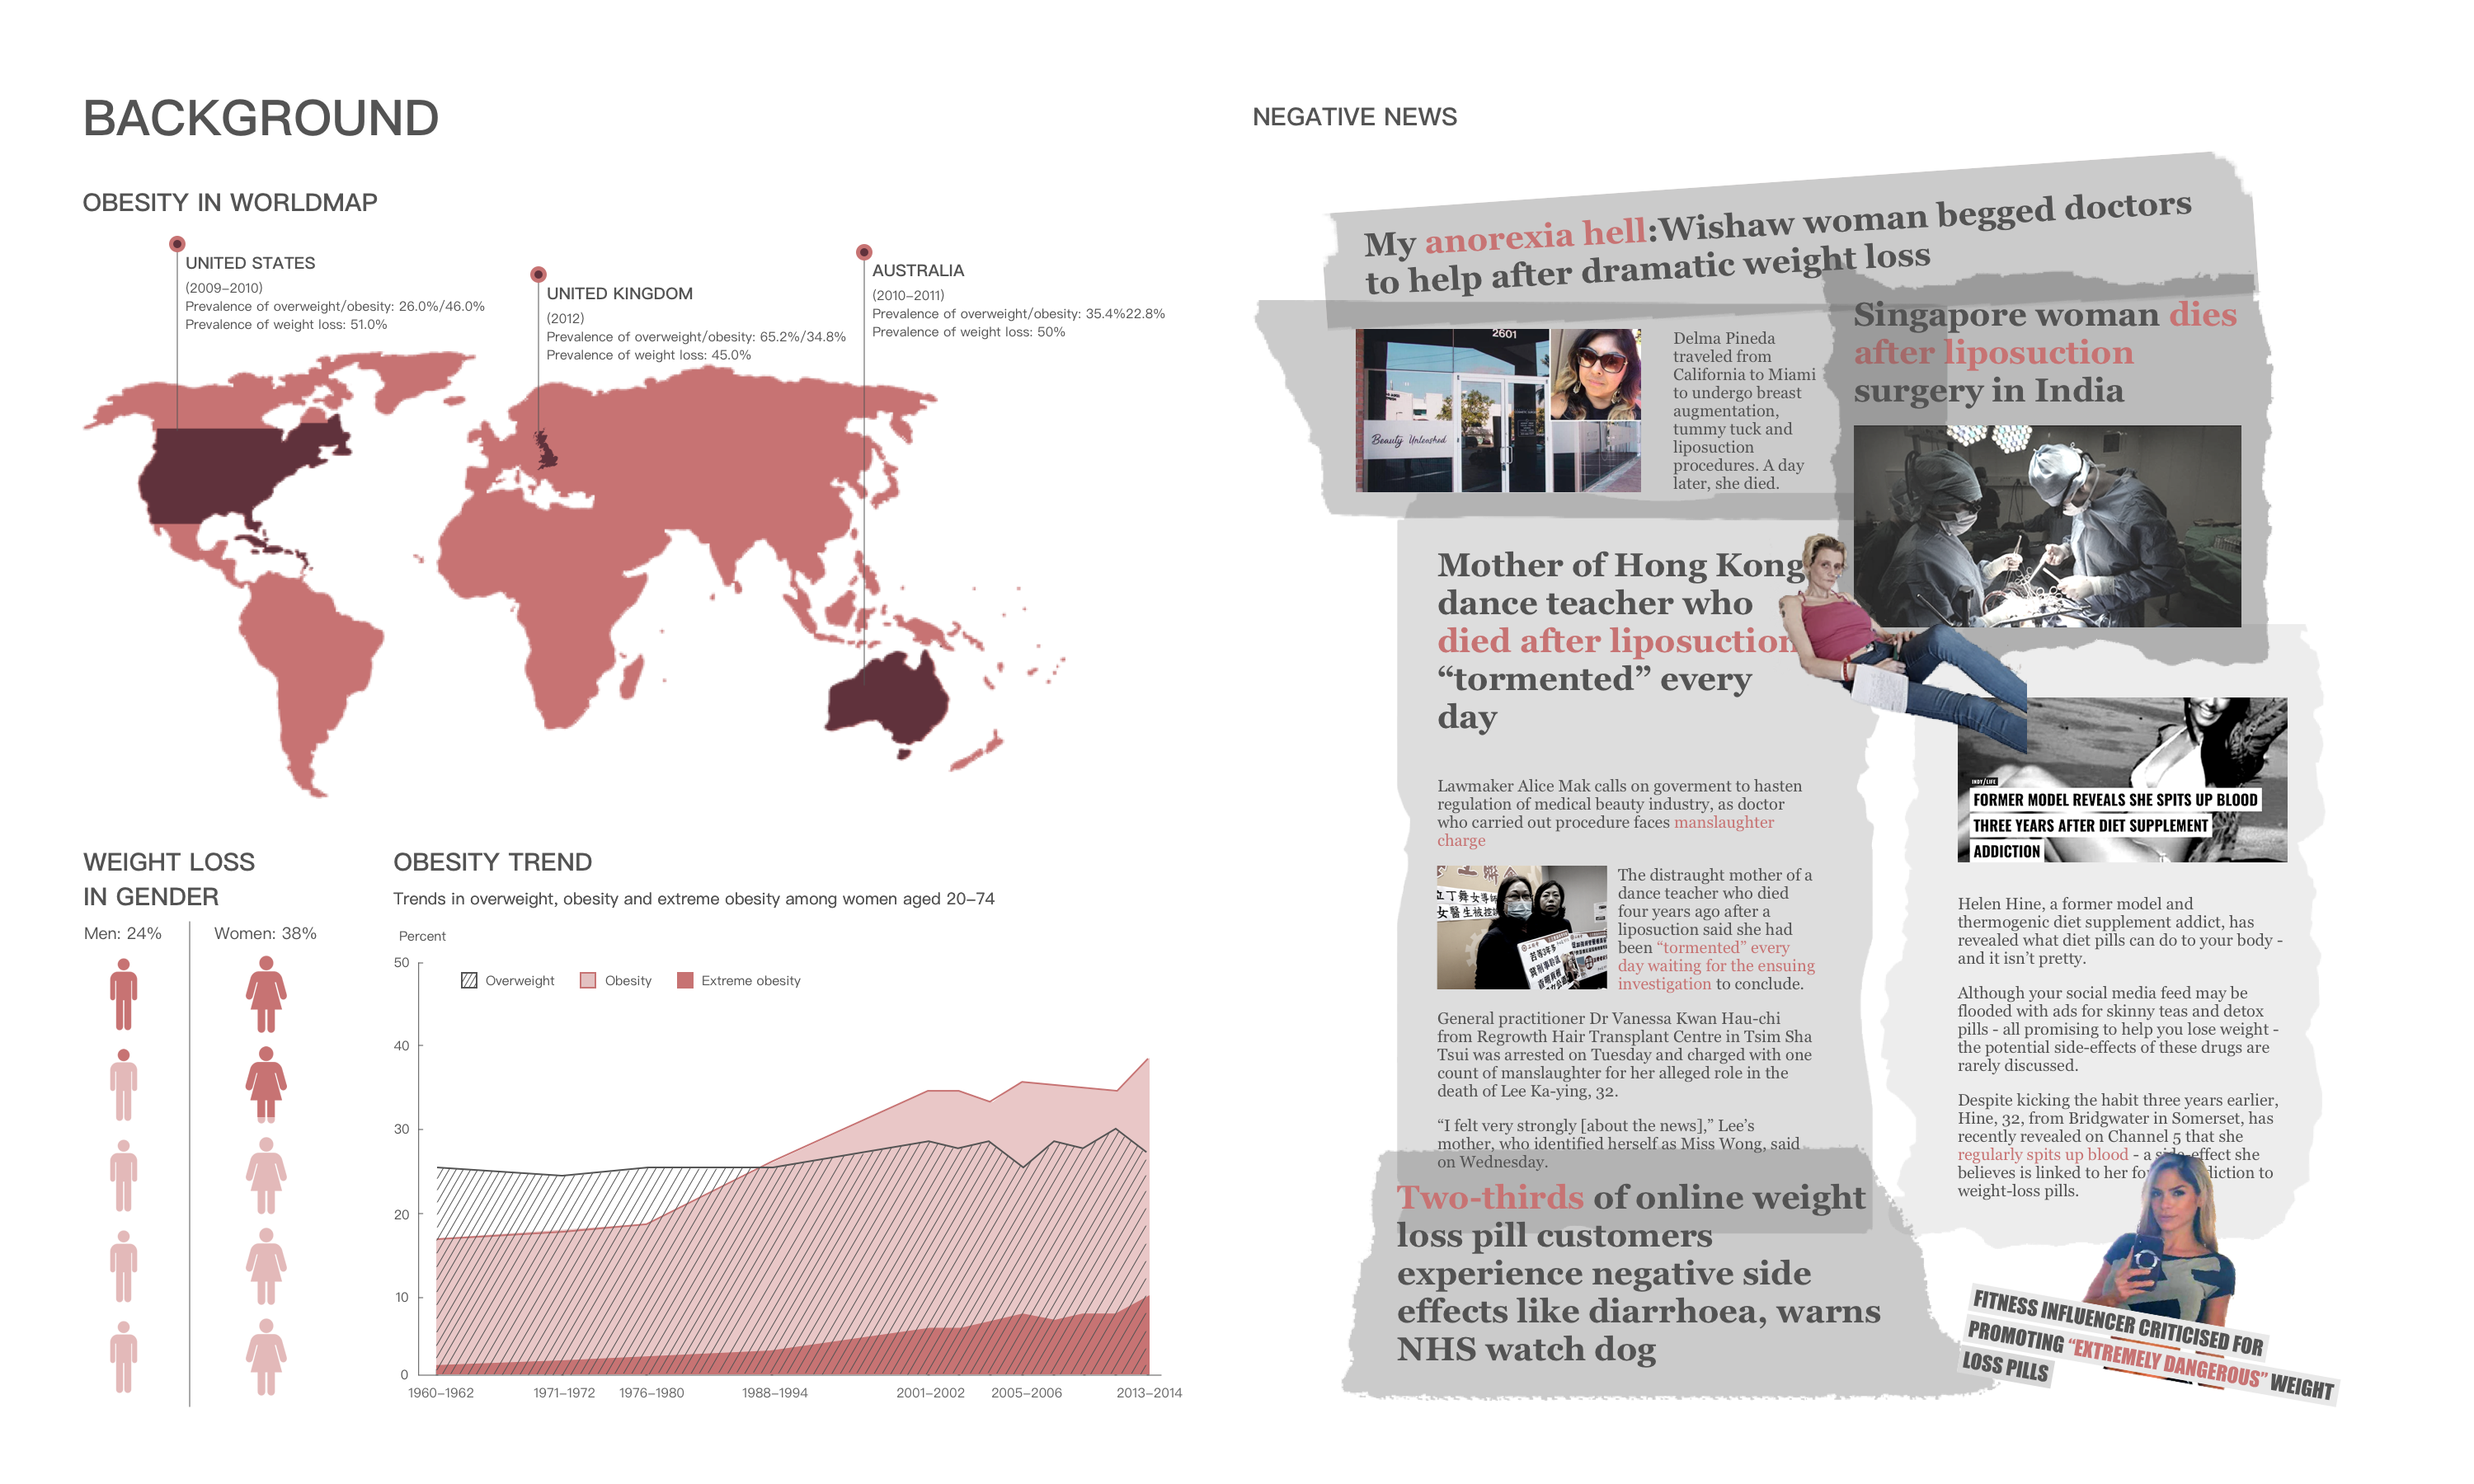 BACKGROUND
OBESITY IN WORLDMAP
UNITED STATES
(2009–2010)
Prevalence of overweight/obesity: 26.0%/46.0%
Prevalence of weight loss: 51.0%
UNITED KINGDOM
(2012)
Prevalence of overweight/obesity: 65.2%/34.8%
Prevalence of weight loss: 45.0%
AUSTRALIA
(2010–2011)
Prevalence of overweight/obesity: 35.4%22.8%
Prevalence of weight loss: 50%
WEIGHT LOSS
IN GENDER
Men: 24%
Women: 38%
OBESITY TREND
Trends in overweight, obesity and extreme obesity among women aged 20–74
Percent
50
Overweight
Obesity
Extreme obesity
40
30
20
10
0
1960–1962
1971–1972
1976–1980
1988–1994
2001–2002
2005–2006
2013–2014
NEGATIVE NEWS
My anorexia hell:Wishaw woman begged doctors
to help after dramatic weight loss
2601
Beauty Unleashed
Delma Pineda
traveled from
California to Miami
to undergo breast
augmentation,
tummy tuck and
liposuction
procedures. A day
later, she died.
Singapore woman dies
after liposuction
surgery in India
Mother of Hong Kong
dance teacher who
died after liposuction
“tormented” every
day
Lawmaker Alice Mak calls on goverment to hasten
regulation of medical beauty industry, as doctor
who carried out procedure faces manslaughter
charge
The distraught mother of a
dance teacher who died
four years ago after a
liposuction said she had
been “tormented” every
day waiting for the ensuing
investigation to conclude.
General practitioner Dr Vanessa Kwan Hau-chi
from Regrowth Hair Transplant Centre in Tsim Sha
Tsui was arrested on Tuesday and charged with one
count of manslaughter for her alleged role in the
death of Lee Ka-ying, 32.
“I felt very strongly [about the news],” Lee’s
mother, who identified herself as Miss Wong, said
on Wednesday.
Two-thirds of online weight
loss pill customers
experience negative side
effects like diarrhoea, warns
NHS watch dog
INDY/LIFE
FORMER MODEL REVEALS SHE SPITS UP BLOOD
THREE YEARS AFTER DIET SUPPLEMENT
ADDICTION
Helen Hine, a former model and
thermogenic diet supplement addict, has
revealed what diet pills can do to your body -
and it isn’t pretty.
Although your social media feed may be
flooded with ads for skinny teas and detox
pills - all promising to help you lose weight -
the potential side-effects of these drugs are
rarely discussed.
Despite kicking the habit three years earlier,
Hine, 32, from Bridgwater in Somerset, has
recently revealed on Channel 5 that she
regularly spits up blood - a side-effect she
believes is linked to her to
weight-loss pills.
FITNESS INFLUENCER CRITICISED FOR
PROMOTING “EXTREMELY DANGEROUS” WEIGHT
LOSS PILLS